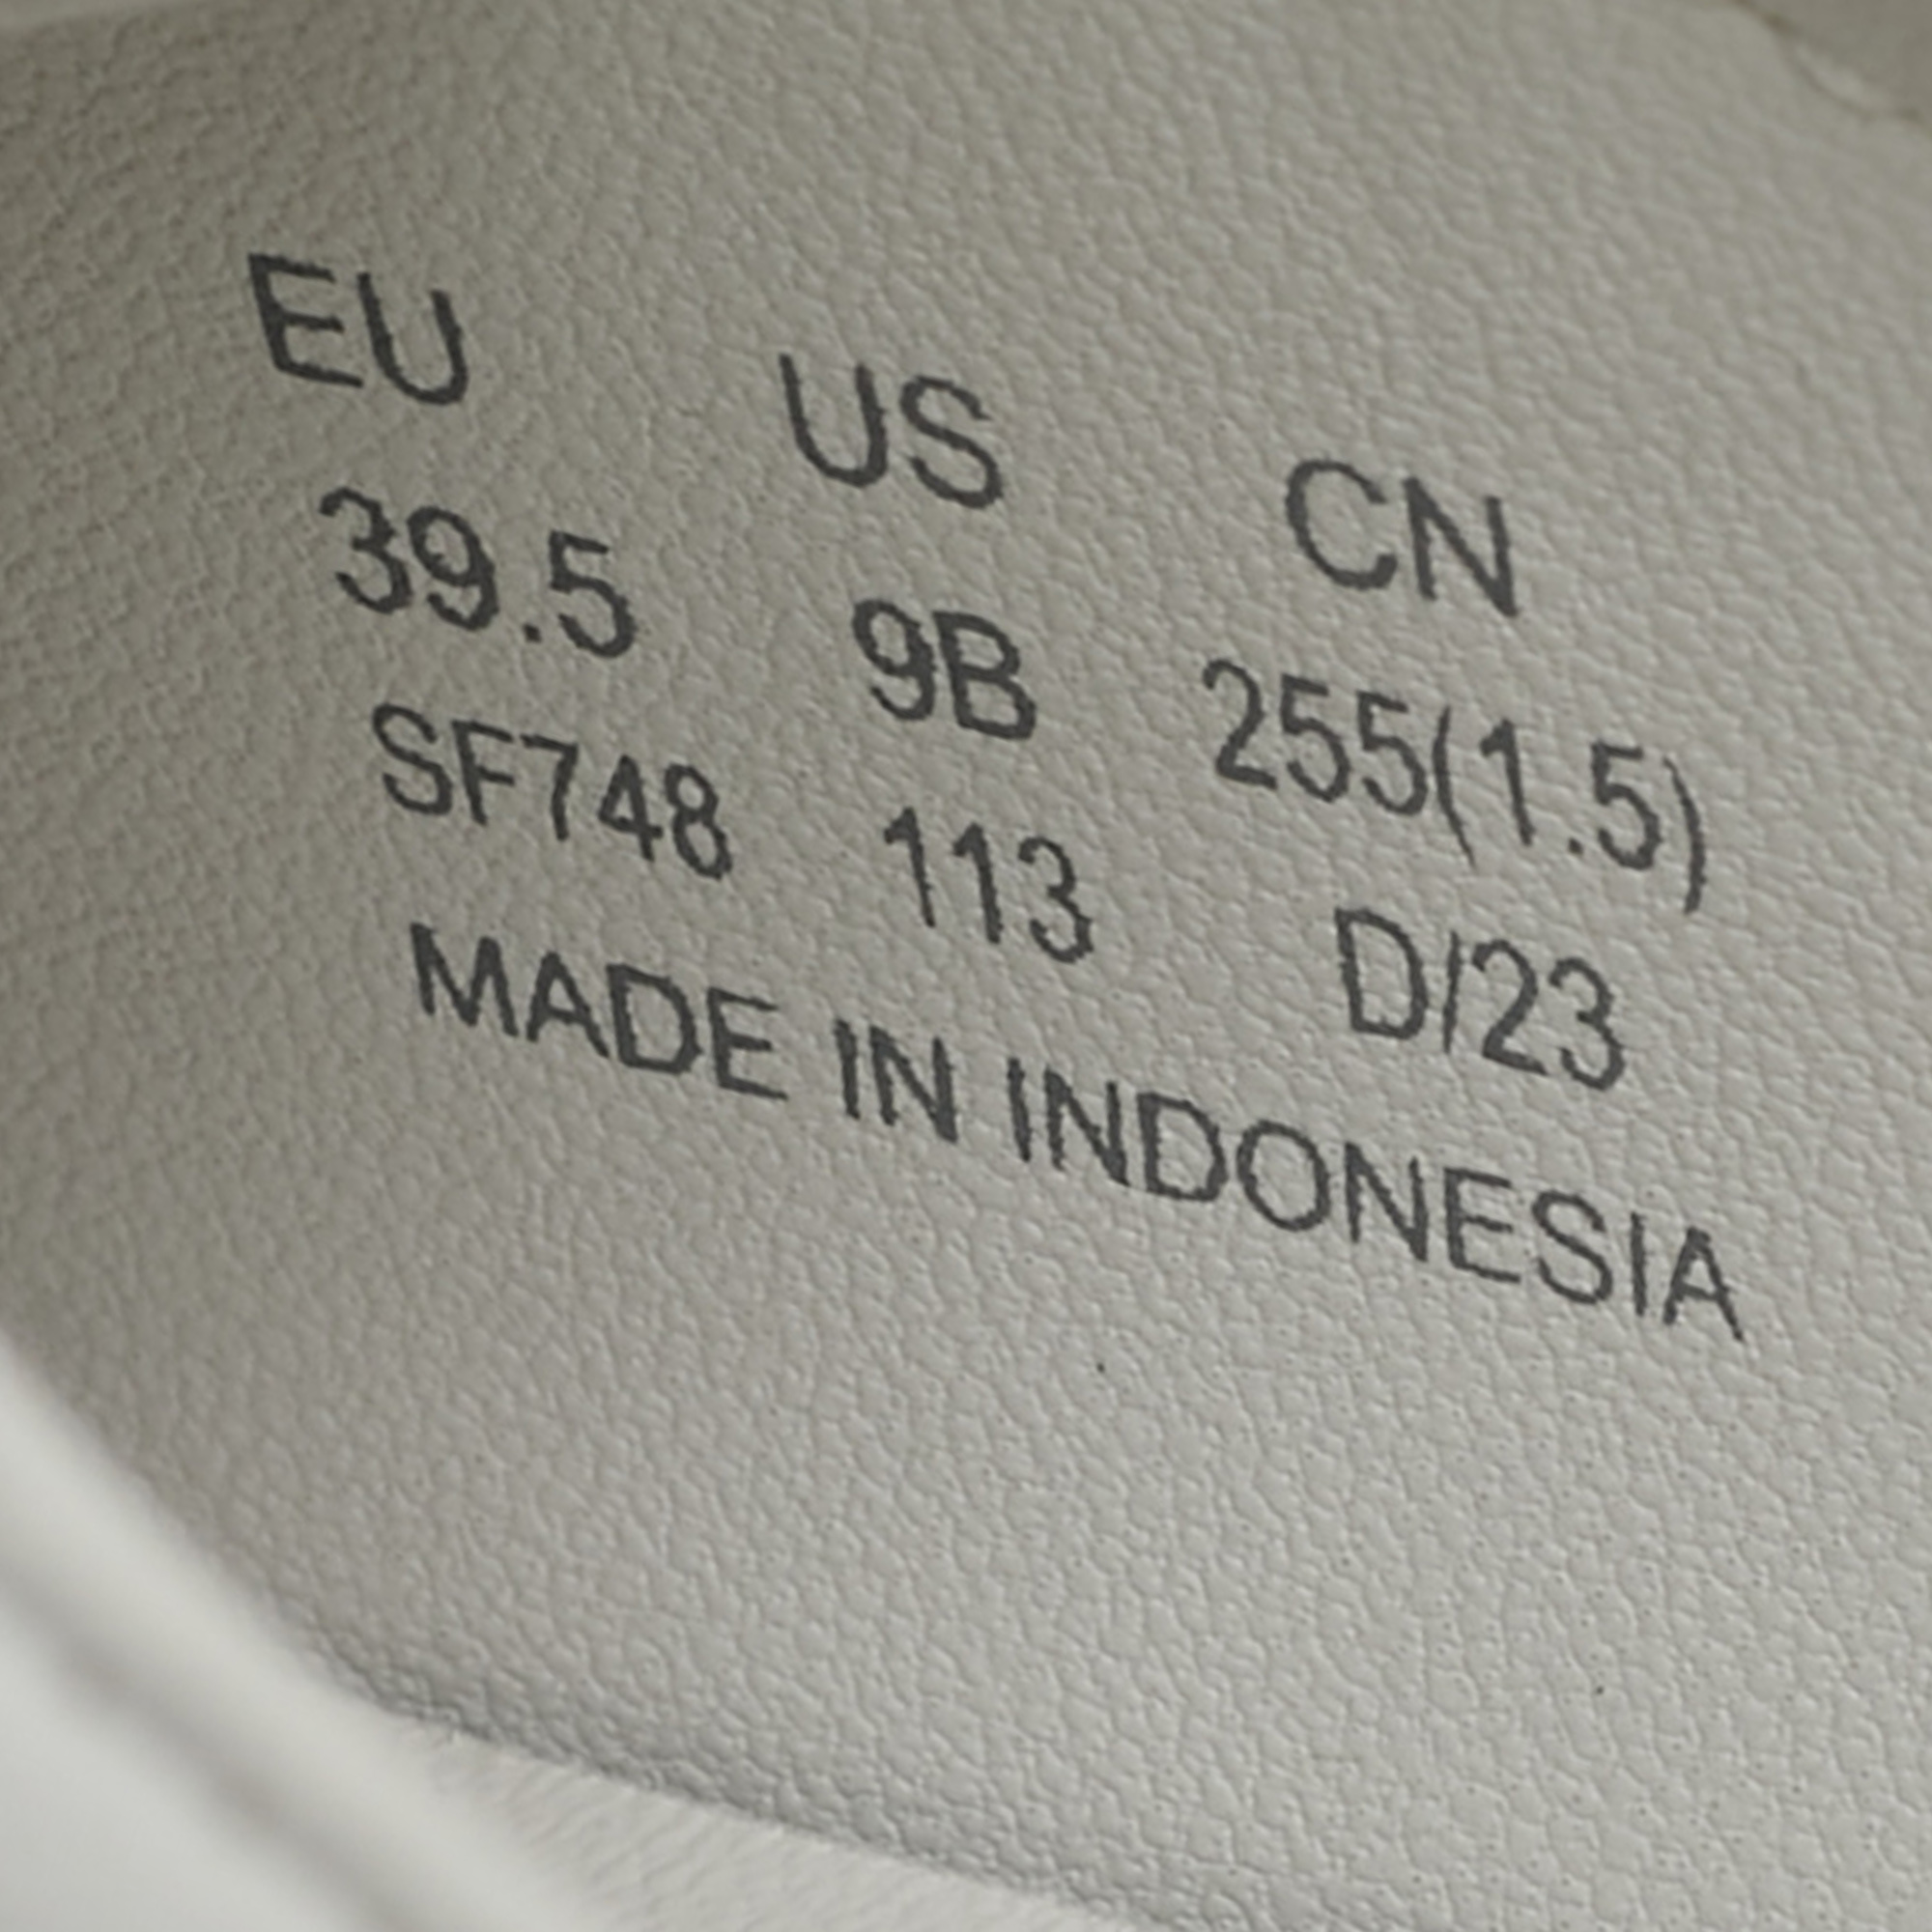 EU US CN
39.5 9B 255(1.5)
SF748 113 D/23
MADE IN INDONESIA